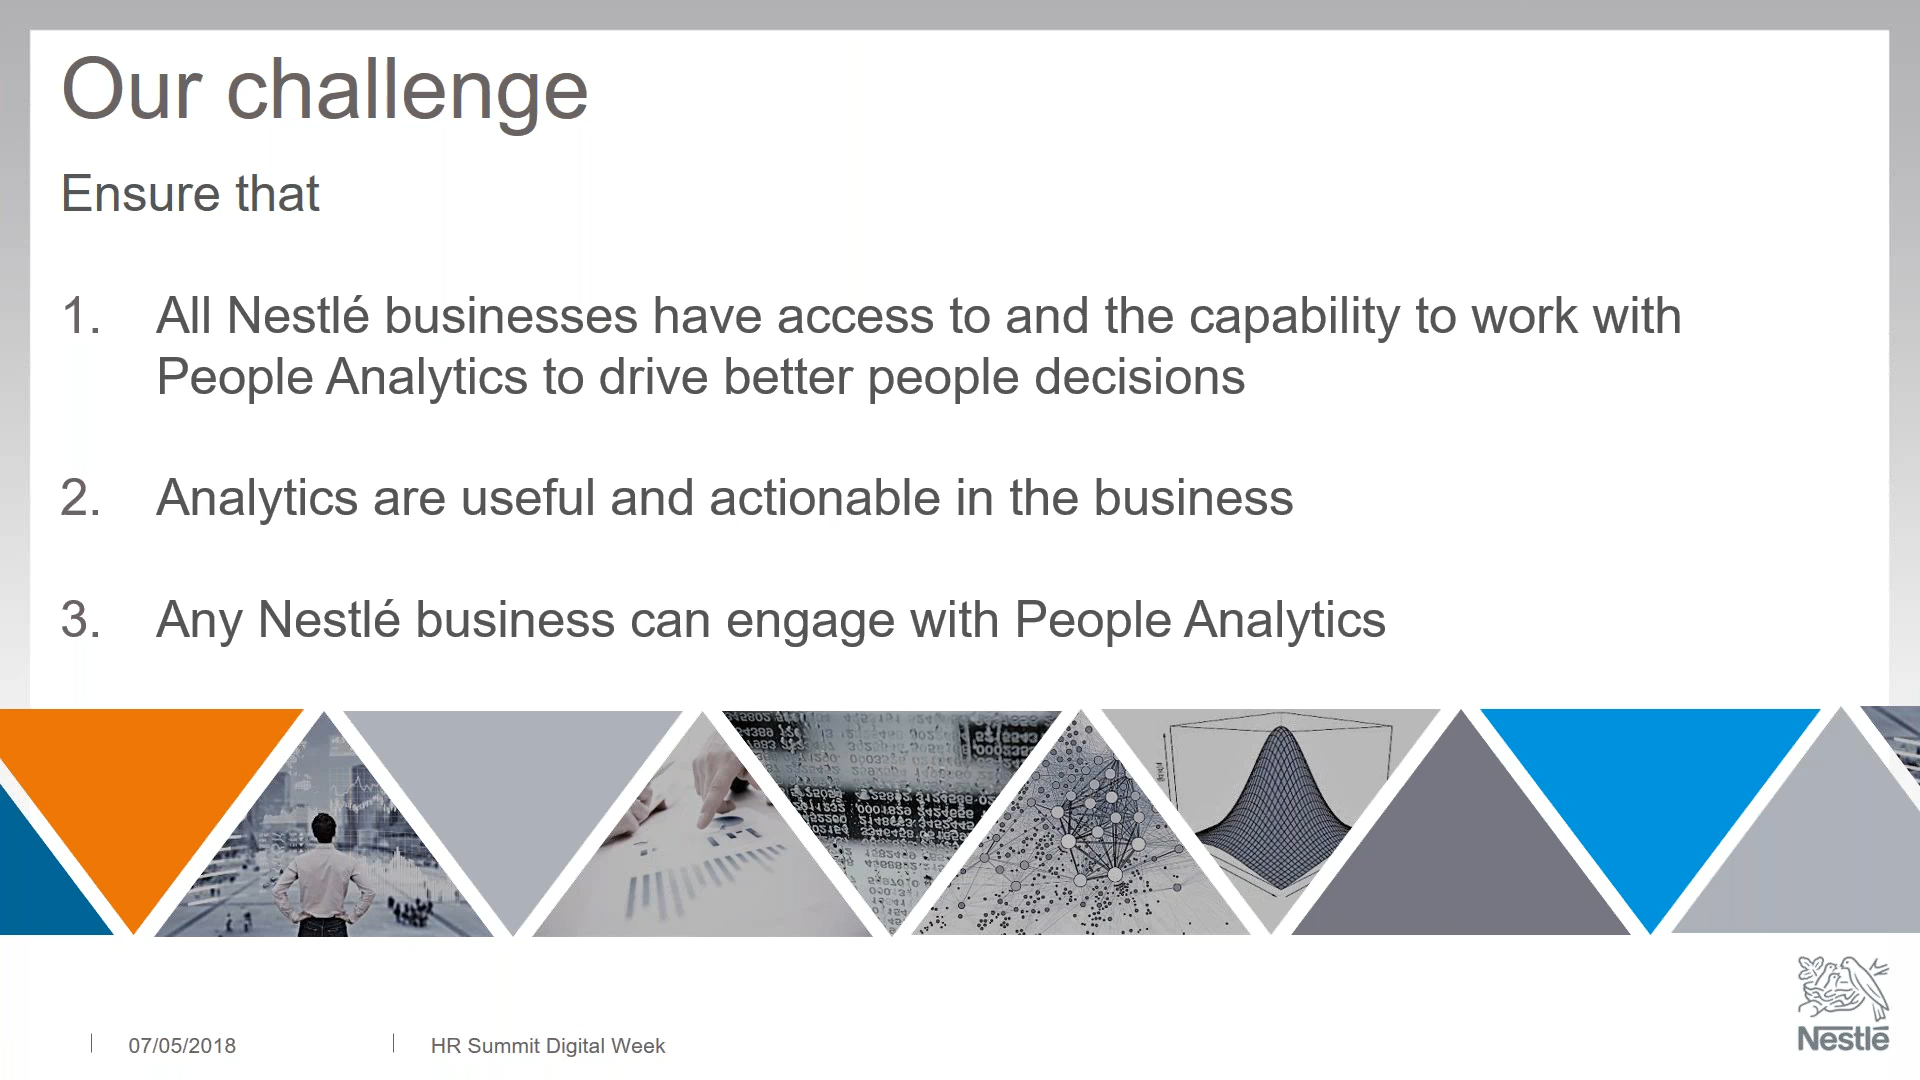 Our challenge
Ensure that
1. All Nestlé businesses have access to and the capability to work with
People Analytics to drive better people decisions
2. Analytics are useful and actionable in the business
3. Any Nestlé business can engage with People Analytics
07/05/2018
HR Summit Digital Week
Nestlé